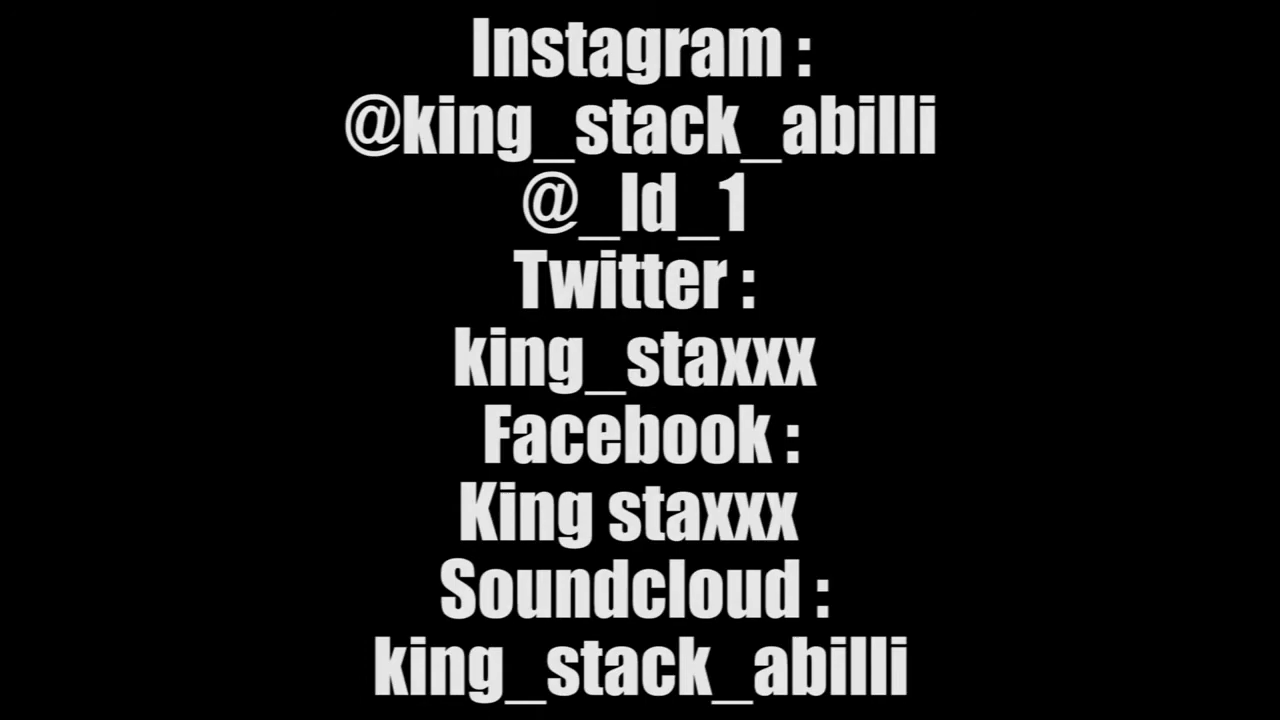 Instagram :
@king_stack_abilli
@_ld_1
Twitter :
king_staxxx
Facebook :
King staxxx
Soundcloud :
king_stack_abilli